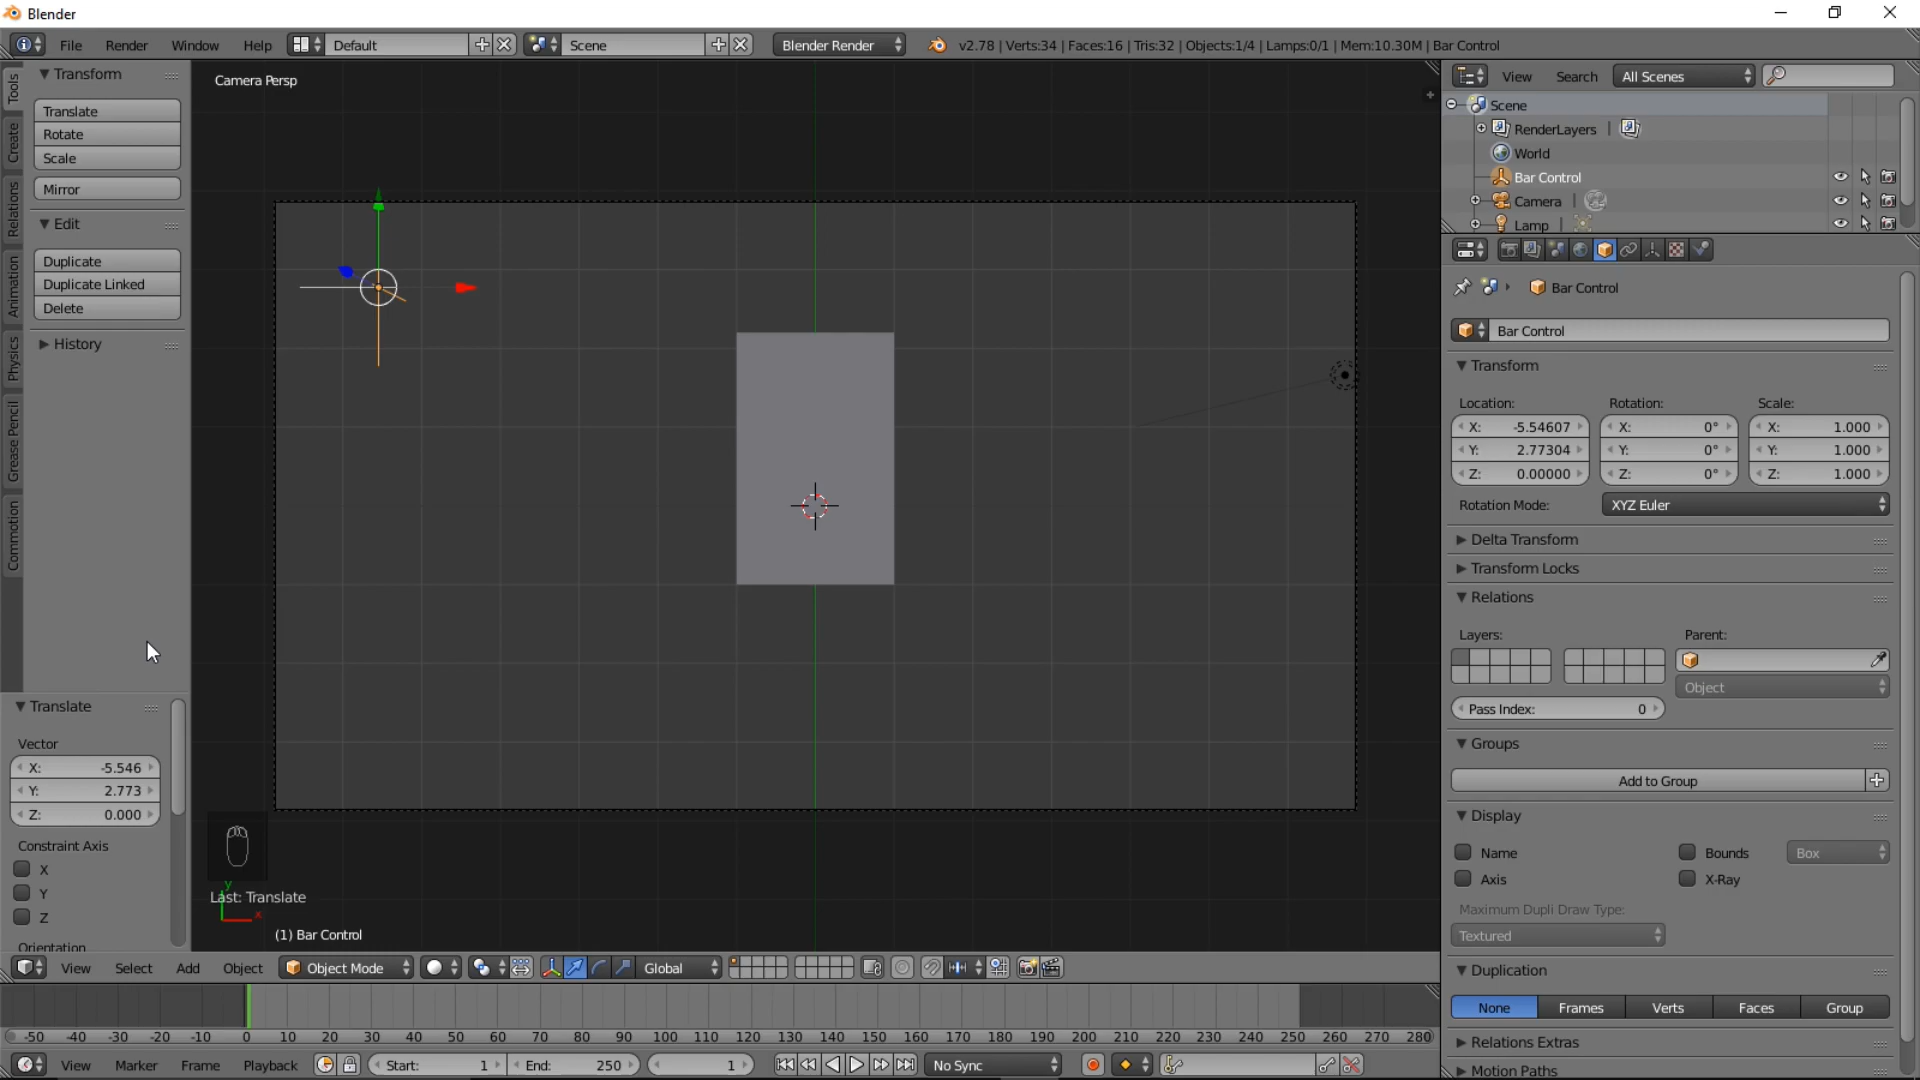 Blender
File Render Window Help Default Scene Blender Render v2.78 | Verts:34 | Faces:16 | Tris:32 | Objects:1/4 | Lamps:0/1 | Mem:10.30M | Bar Control
Tools
Create
Relations
Animation
Physics
Grease Pencil
Commotion
Transform
Translate
Rotate
Scale
Mirror
Edit
Duplicate
Duplicate Linked
Delete
History
Translate
Vector
X: -5.546
Y: 2.773
Z: 0.000
Constraint Axis
X
Y
Z
Orientation
Camera Persp
y
Last: Translate
x
(1) Bar Control
View Select Add Object Object Mode Global
-50 -40 -30 -20 -10 0 10 20 30 40 50 60 70 80 90 100 110 120 130 140 150 160 170 180 190 200 210 220 230 240 250 260 270 280
View Marker Frame Playback Start: 1 End: 250 1 No Sync
View Search All Scenes
Scene
RenderLayers |
World
Bar Control
Camera |
Lamp |
Bar Control
Bar Control
Transform
Location: Rotation: Scale:
X: -5.54607 X: 0° X: 1.000
Y: 2.77304 Y: 0° Y: 1.000
Z: 0.00000 Z: 0° Z: 1.000
Rotation Mode: XYZ Euler
Delta Transform
Transform Locks
Relations
Layers: Parent:
Object
Pass Index: 0
Groups
Add to Group
Display
Name Bounds Box
Axis X-Ray
Maximum Dupli Draw Type:
Textured
Duplication
None Frames Verts Faces Group
Relations Extras
Motion Paths